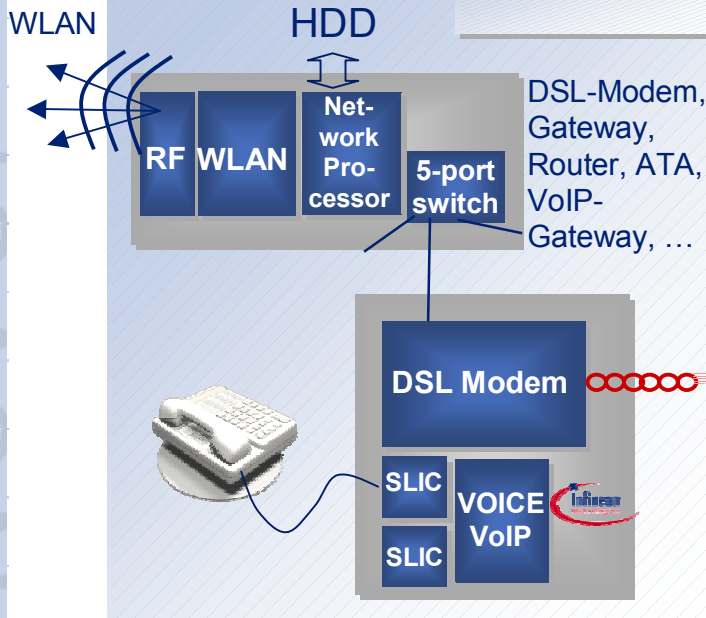 WLAN
HDD
RF
WLAN
Net-
work
Pro-
cessor
5-port
switch
DSL-Modem,
Gateway,
Router, ATA,
VoIP-
Gateway, …
DSL Modem
SLIC
VOICE
VoIP
SLIC
Infineon